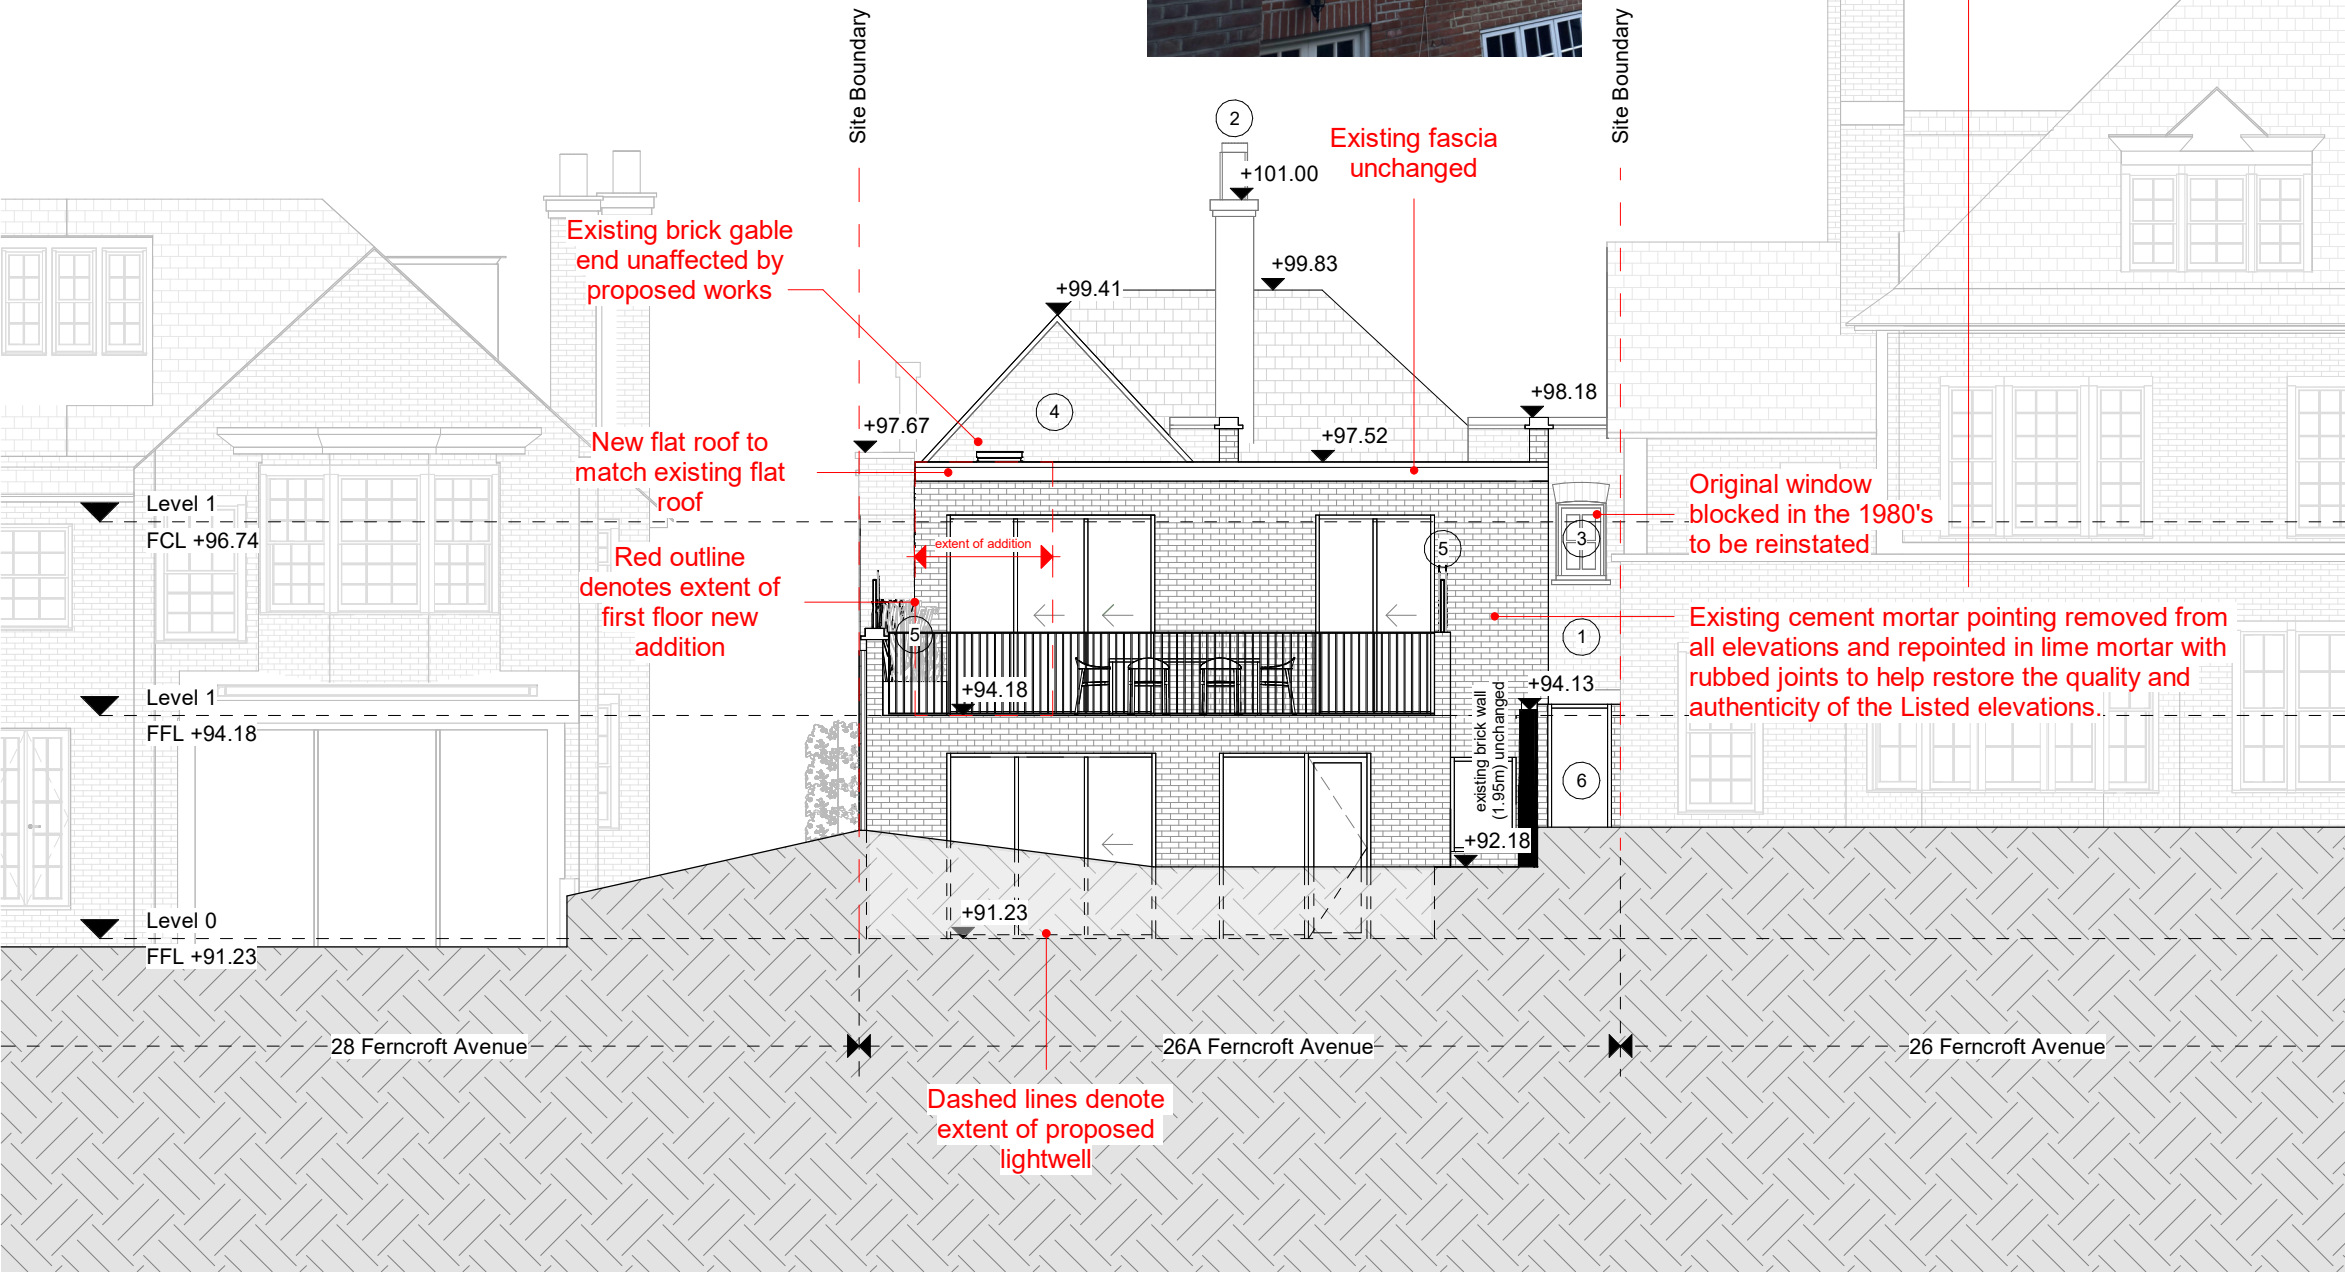 Site Boundary
Site Boundary
2
+101.00
Existing fascia
unchanged
Existing brick gable
end unaffected by
proposed works
+99.83
+99.41
4
+98.18
+97.67
+97.52
New flat roof to
match existing flat
roof
Original window
blocked in the 1980's
to be reinstated
Level 1
FCL +96.74
3
5
extent of addition
Red outline
denotes extent of
first floor new
addition
5
1
Existing cement mortar pointing removed from
all elevations and repointed in lime mortar with
rubbed joints to help restore the quality and
authenticity of the Listed elevations.
+94.18
+94.13
Level 1
FFL +94.18
existing brick wall
(1.95m) unchanged
6
+92.18
Level 0
FFL +91.23
+91.23
28 Ferncroft Avenue
26A Ferncroft Avenue
26 Ferncroft Avenue
Dashed lines denote
extent of proposed
lightwell